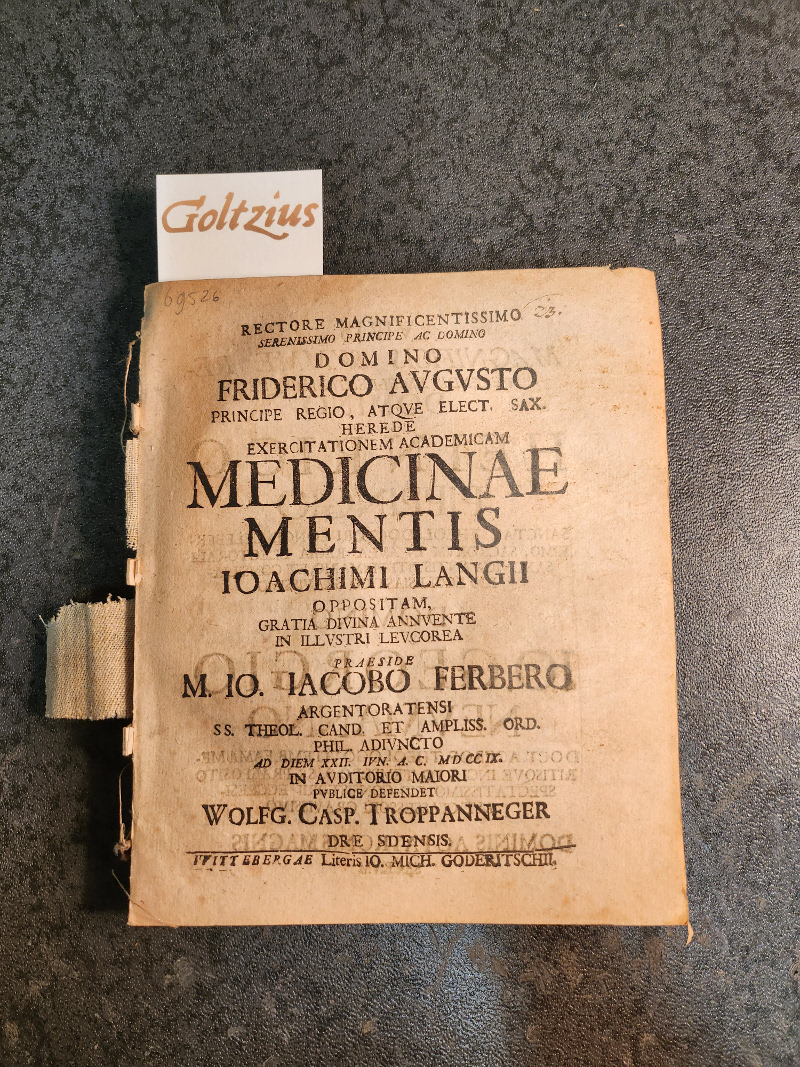 Goltzius
69526
23.
RECTORE MAGNIFICENTISSIMO
SERENISSIMO PRINCIPE AC DOMINO
DOMINO
FRIDERICO AVGVSTO
PRINCIPE REGIO, ATQVE ELECT. SAX.
HEREDE
EXERCITATIONEM ACADEMICAM
MEDICINAE
MENTIS
IOACHIMI LANGII
OPPOSITAM,
GRATIA DIVINA ANNVENTE
IN ILLVSTRI LEVCOREA
PRAESIDE
M. IO. IACOBO FERBERO
ARGENTORATENSI
SS. THEOL. CAND. ET AMPLISS. ORD.
PHIL. ADIVNCTO
AD DIEM XXII. IVN. A. C. MDCCIX.
IN AVDITORIO MAIORI
PVBLICE DEFENDET
WOLFG. CASP. TROPPANNEGER
DRESDENSIS.
WITTEBERGAE Literis IO. MICH. GODERITSCHII.